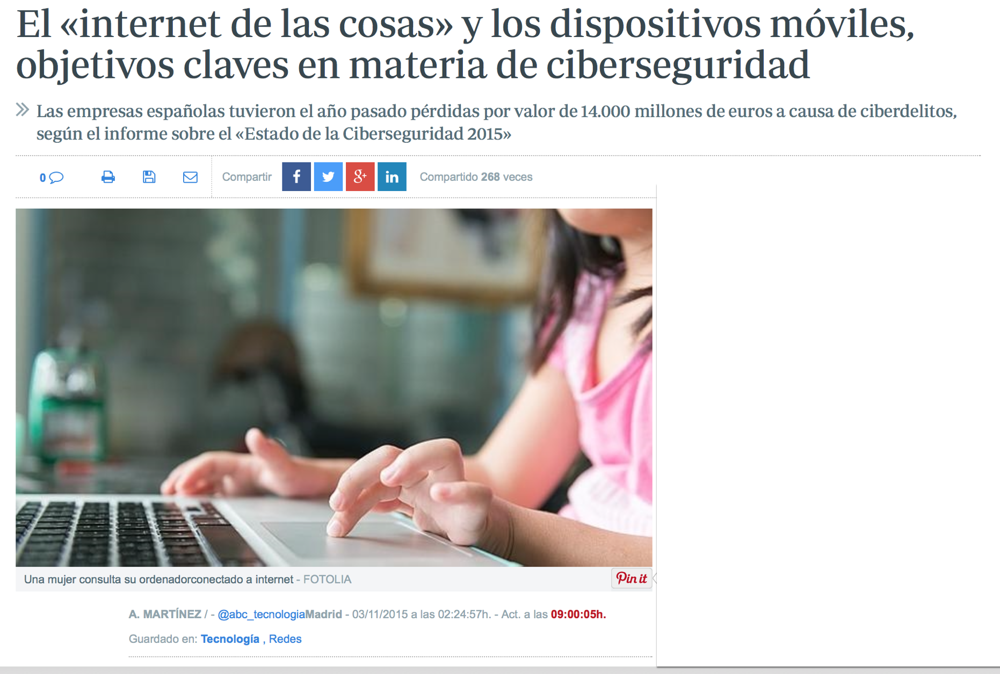 El «internet de las cosas» y los dispositivos móviles,
objetivos claves en materia de ciberseguridad
Las empresas españolas tuvieron el año pasado pérdidas por valor de 14.000 millones de euros a causa de ciberdelitos,
según el informe sobre el «Estado de la Ciberseguridad 2015»
0 Compartir f g+ in Compartido 268 veces
Una mujer consulta su ordenadorconectado a internet - FOTOLIA
Pin it
A. MARTÍNEZ / - @abc_tecnologiaMadrid - 03/11/2015 a las 02:24:57h. - Act. a las 09:00:05h.
Guardado en: Tecnología , Redes